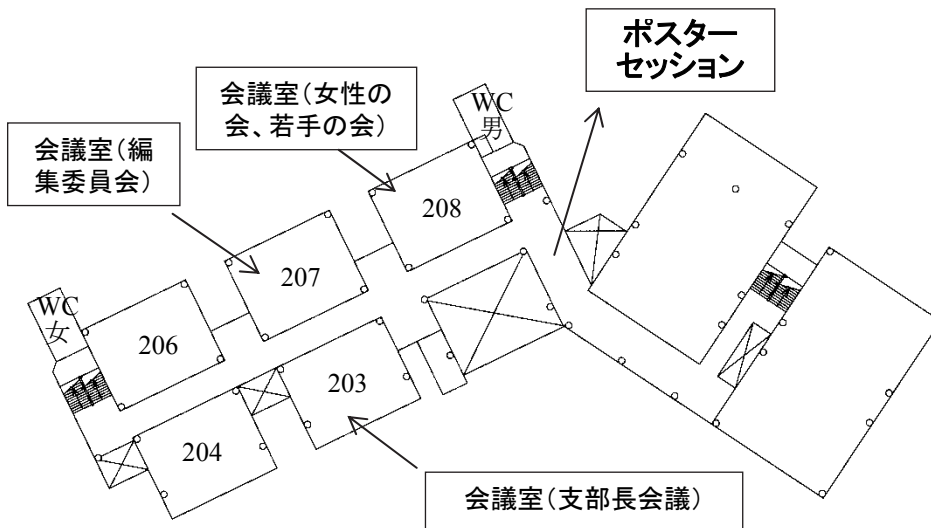 ポスター
セッション
会議室（女性の
会、若手の会）
WC
男
会議室（編
集委員会）
208
207
WC
女
206
203
204
会議室（支部長会議）